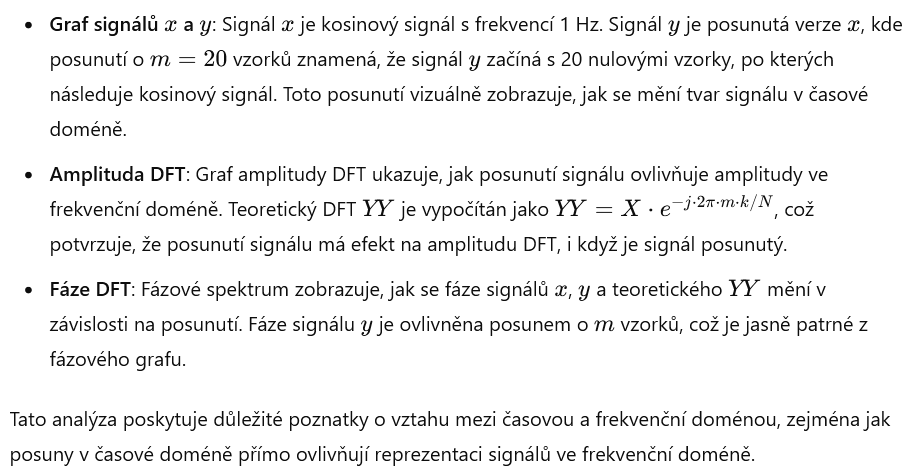 • Graf signálů x a y: Signál x je kosinový signál s frekvencí 1 Hz. Signál y je posunutá verze x, kde
posunutí o m = 20 vzorků znamená, že signál y začíná s 20 nulovými vzorky, po kterých
následuje kosinový signál. Toto posunutí vizuálně zobrazuje, jak se mění tvar signálu v časové
doméně.
• Amplituda DFT: Graf amplitudy DFT ukazuje, jak posunutí signálu ovlivňuje amplitudy ve
frekvenční doméně. Teoretický DFT YY je vypočítán jako YY = X · e^{-j·2π·m·k/N}, což
potvrzuje, že posunutí signálu má efekt na amplitudu DFT, i když je signál posunutý.
• Fáze DFT: Fázové spektrum zobrazuje, jak se fáze signálů x, y a teoretického YY mění v
závislosti na posunutí. Fáze signálu y je ovlivněna posunem o m vzorků, což je jasně patrné z
fázového grafu.
Tato analýza poskytuje důležité poznatky o vztahu mezi časovou a frekvenční doménou, zejména jak
posuny v časové doméně přímo ovlivňují reprezentaci signálů ve frekvenční doméně.